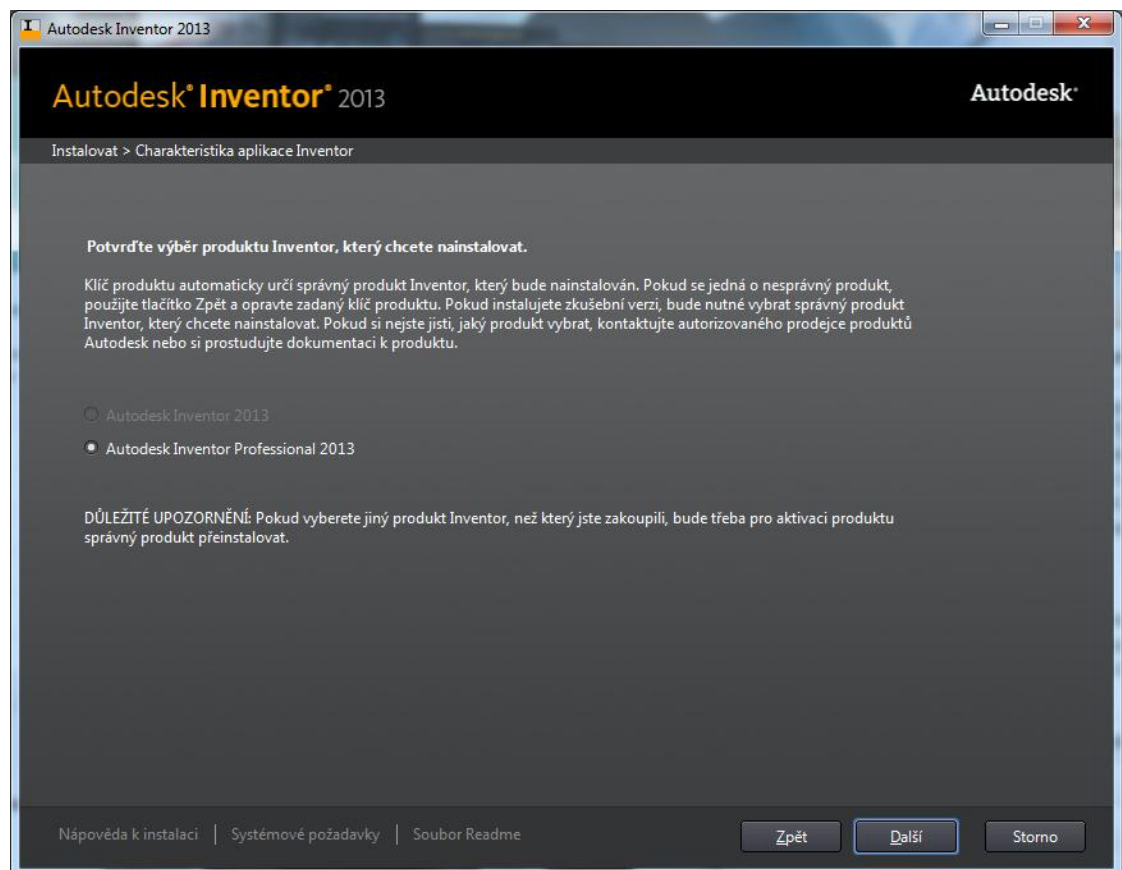 Autodesk Inventor 2013
Autodesk® Inventor® 2013
Autodesk®
Instalovat > Charakteristika aplikace Inventor
Potvrďte výběr produktu Inventor, který chcete nainstalovat.
Klíč produktu automaticky určí správný produkt Inventor, který bude nainstalován. Pokud se jedná o nesprávný produkt,
použijte tlačítko Zpět a opravte zadaný klíč produktu. Pokud instalujete zkušební verzi, bude nutné vybrat správný produkt
Inventor, který chcete nainstalovat. Pokud si nejste jisti, jaký produkt vybrat, kontaktujte autorizovaného prodejce produktů
Autodesk nebo si prostudujte dokumentaci k produktu.
Autodesk Inventor 2013
Autodesk Inventor Professional 2013
DŮLEŽITÉ UPOZORNĚNÍ: Pokud vyberete jiný produkt Inventor, než který jste zakoupili, bude třeba pro aktivaci produktu
správný produkt přeinstalovat.
Nápověda k instalaci | Systémové požadavky | Soubor Readme
Zpět
Další
Storno